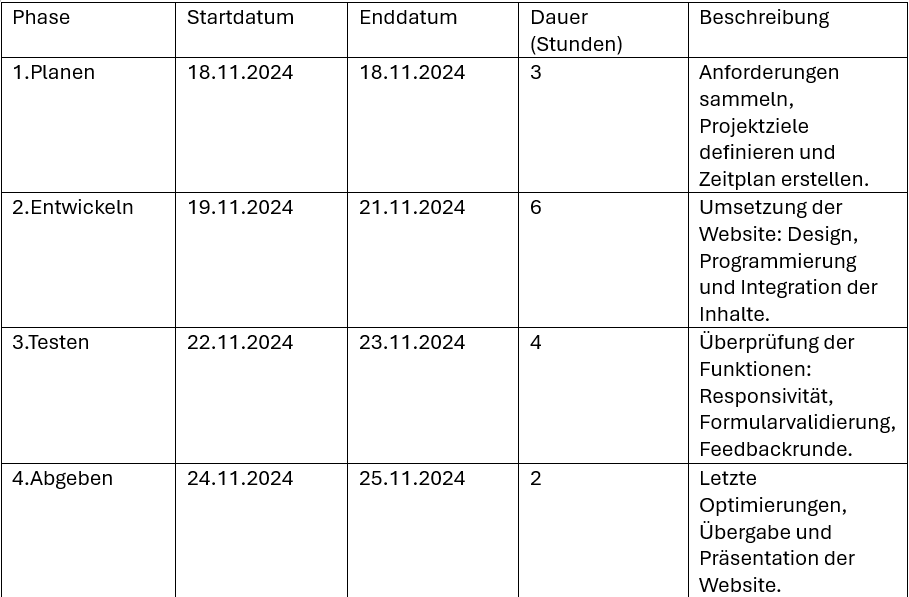 Phase Startdatum Enddatum Dauer (Stunden) Beschreibung
1.Planen 18.11.2024 18.11.2024 3 Anforderungen
sammeln,
Projektziele
definieren und
Zeitplan erstellen.
2.Entwickeln 19.11.2024 21.11.2024 6 Umsetzung der
Website: Design,
Programmierung
und Integration der
Inhalte.
3.Testen 22.11.2024 23.11.2024 4 Überprüfung der
Funktionen:
Responsivität,
Formularvalidierung,
Feedbackrunde.
4.Abgeben 24.11.2024 25.11.2024 2 Letzte
Optimierungen,
Übergabe und
Präsentation der
Website.